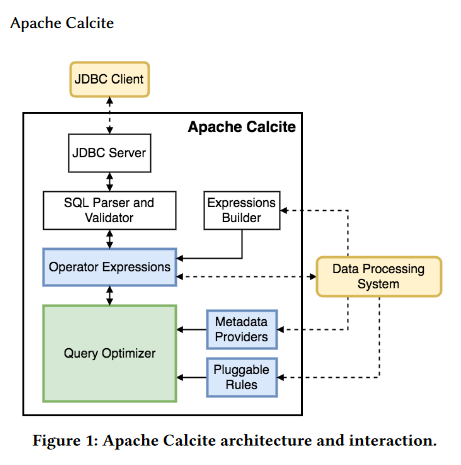 Apache Calcite
JDBC Client
Apache Calcite
JDBC Server
SQL Parser and
Validator
Expressions
Builder
Operator Expressions
Data Processing
System
Metadata
Providers
Query Optimizer
Pluggable
Rules
Figure 1: Apache Calcite architecture and interaction.